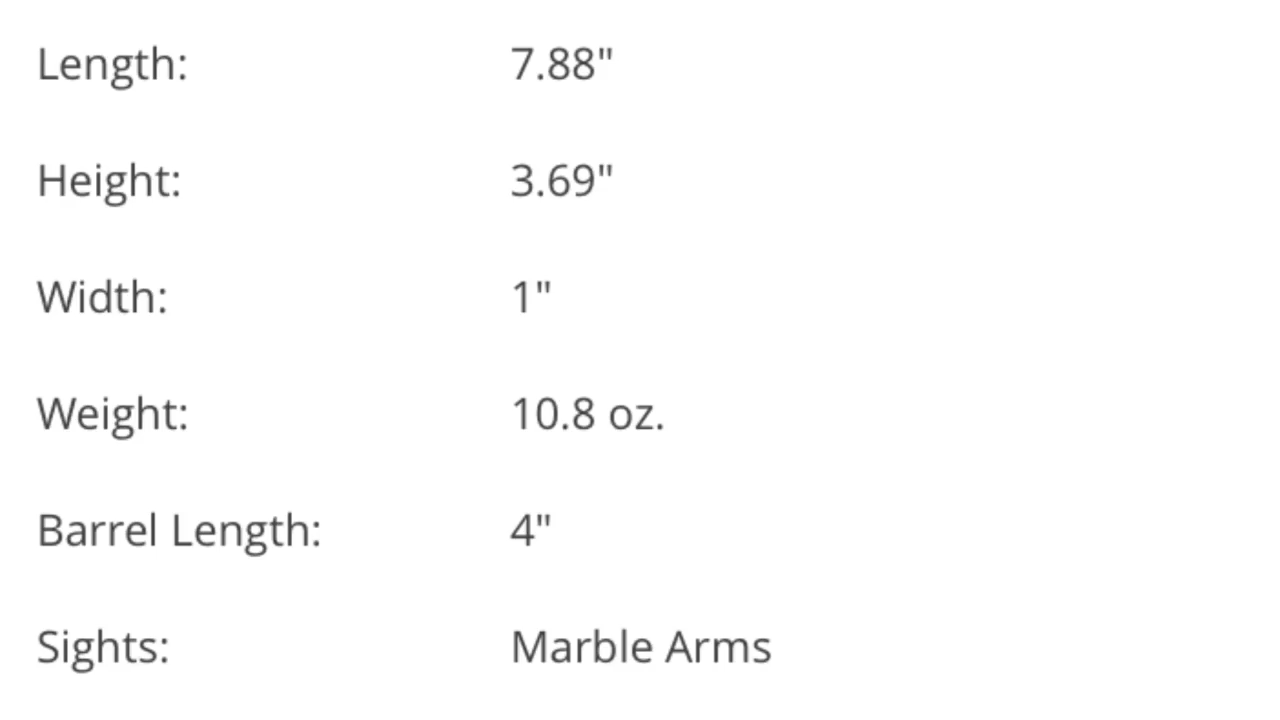 Length: 7.88"
Height: 3.69"
Width: 1"
Weight: 10.8 oz.
Barrel Length: 4"
Sights: Marble Arms